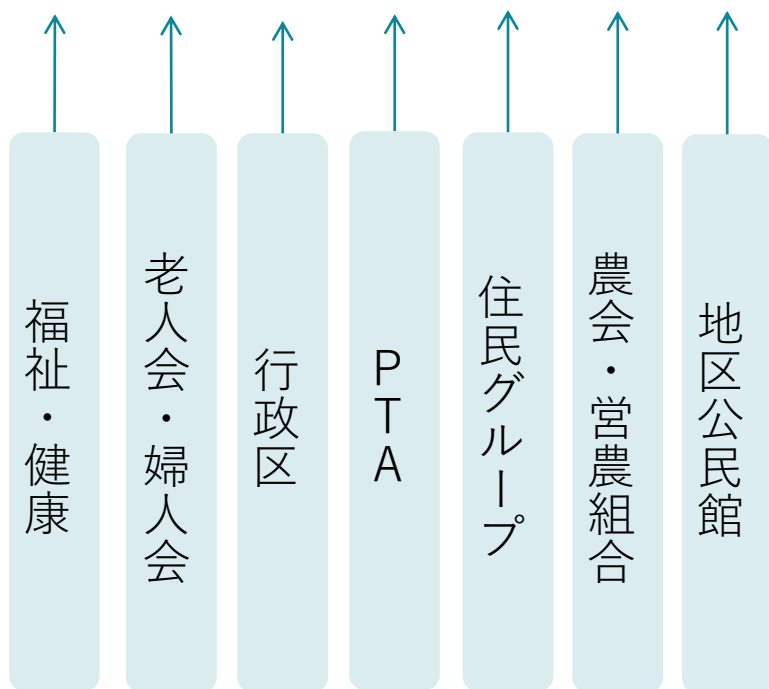 福祉・健康
老人会・婦人会
行政区
PTA
住民グループ
農会・営農組合
地区公民館